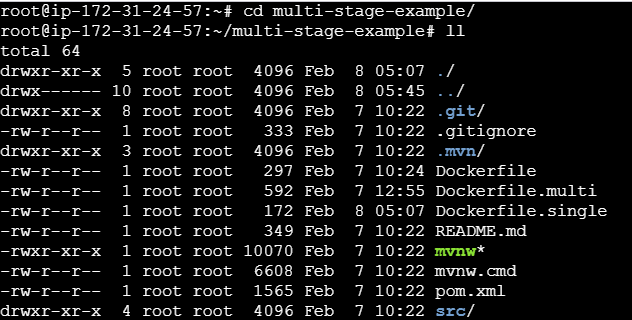 root@ip-172-31-24-57:~# cd multi-stage-example/
root@ip-172-31-24-57:~/multi-stage-example# ll
total 64
drwxr-xr-x  5 root root  4096 Feb  8 05:07 ./
drwx------ 10 root root  4096 Feb  8 05:45 ../
drwxr-xr-x  8 root root  4096 Feb  7 10:22 .git/
-rw-r--r--  1 root root   333 Feb  7 10:22 .gitignore
drwxr-xr-x  3 root root  4096 Feb  7 10:22 .mvn/
-rw-r--r--  1 root root   297 Feb  7 10:24 Dockerfile
-rw-r--r--  1 root root   592 Feb  7 12:55 Dockerfile.multi
-rw-r--r--  1 root root   172 Feb  8 05:07 Dockerfile.single
-rw-r--r--  1 root root   349 Feb  7 10:22 README.md
-rwxr-xr-x  1 root root 10070 Feb  7 10:22 mvnw*
-rw-r--r--  1 root root  6608 Feb  7 10:22 mvnw.cmd
-rw-r--r--  1 root root  1565 Feb  7 10:22 pom.xml
drwxr-xr-x  4 root root  4096 Feb  7 10:22 src/